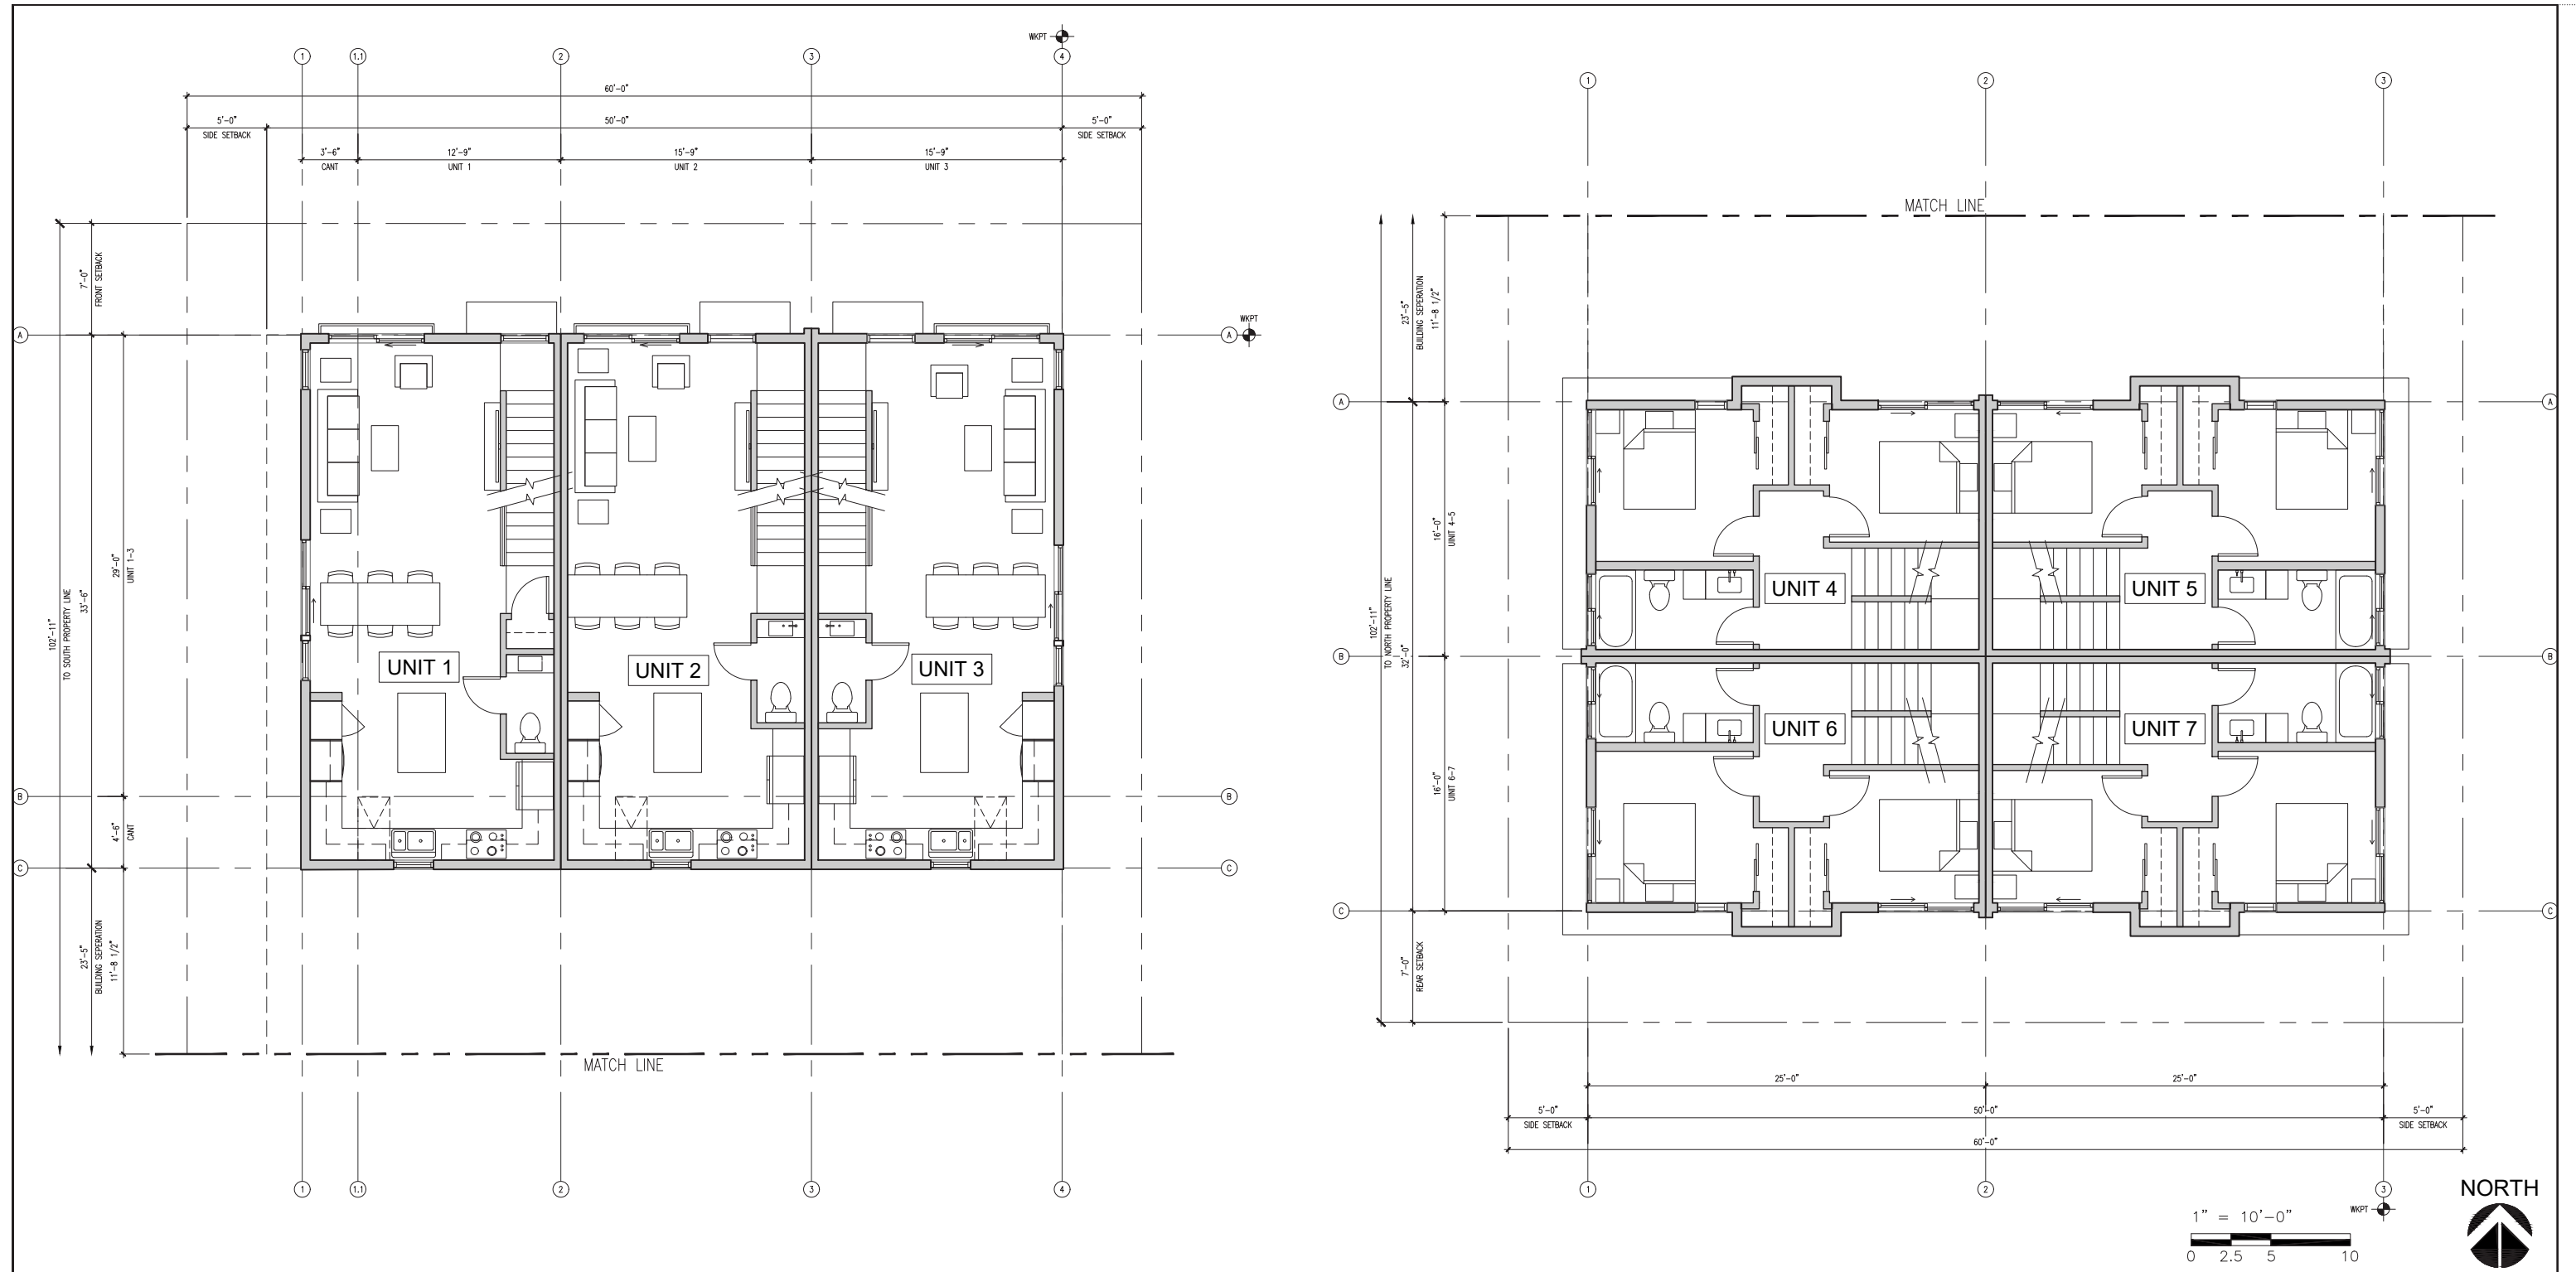 WKPT
1
1.1
2
3
4
60'-0"
5'-0"
SIDE SETBACK
50'-0"
5'-0"
SIDE SETBACK
3'-6"
CANT
12'-9"
UNIT 1
15'-9"
UNIT 2
15'-9"
UNIT 3
7'-0"
FRONT SETBACK
A
A
WKPT
102'-11"
TO SOUTH PROPERTY LINE
33'-6"
29'-0"
UNIT 1-3
UNIT 1
UNIT 2
UNIT 3
B
B
4'-6"
CANT
C
C
23'-5"
BUILDING SEPERATION
11'-8 1/2"
MATCH LINE
1
1.1
2
3
4
1
2
3
MATCH LINE
23'-5"
BUILDING SEPERATION
11'-8 1/2"
A
A
16'-0"
UINIT 4-5
102'-11"
TO NORTH PROPERTY LINE
32'-0"
UNIT 4
UNIT 5
B
B
UNIT 6
UNIT 7
16'-0"
UINIT 6-7
C
C
7'-0"
REAR SETBACK
25'-0"
25'-0"
5'-0"
SIDE SETBACK
50'-0"
5'-0"
SIDE SETBACK
60'-0"
1
2
3
WKPT
1" = 10'-0"
0 2.5 5 10
NORTH